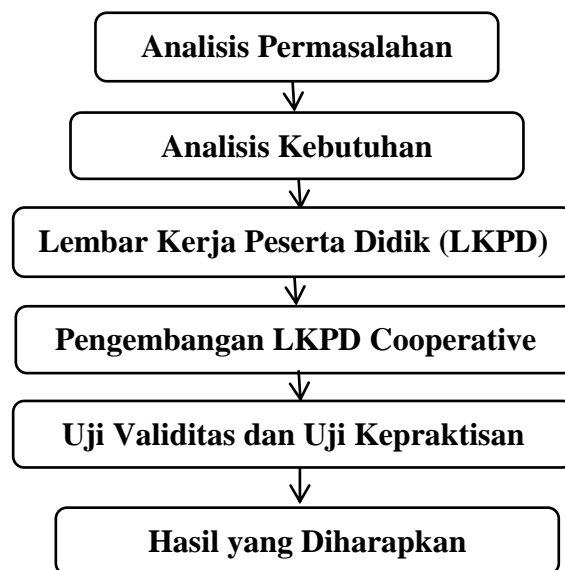 Analisis Permasalahan
Analisis Kebutuhan
Lembar Kerja Peserta Didik (LKPD)
Pengembangan LKPD Cooperative
Uji Validitas dan Uji Kepraktisan
Hasil yang Diharapkan